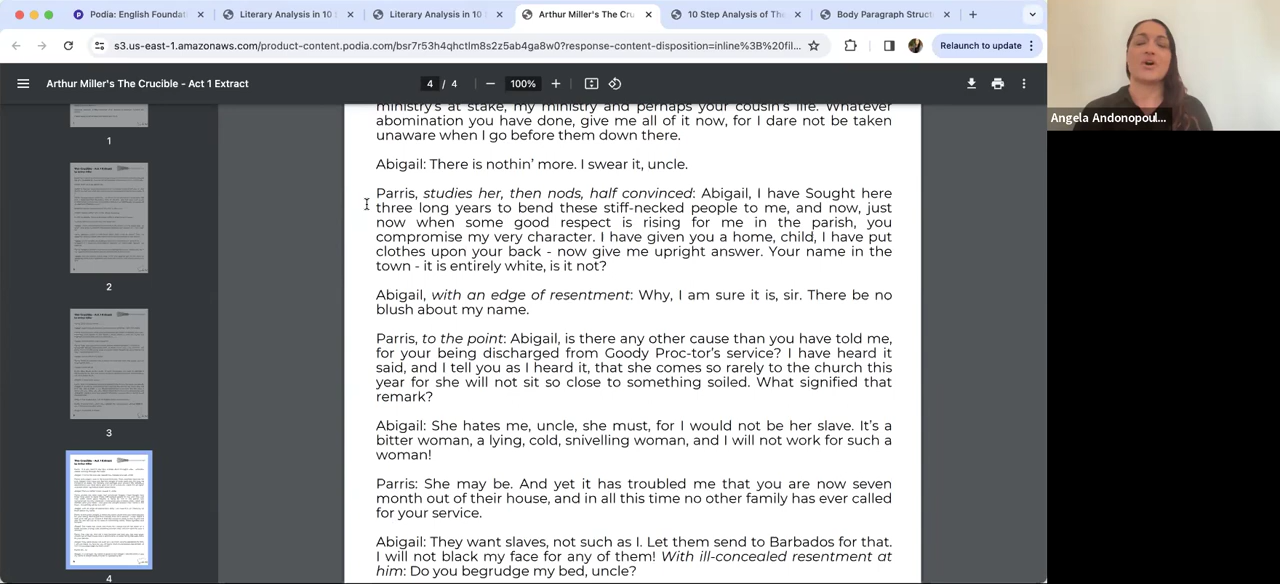 Podia: English Foundat
Literary Analysis in 10
Literary Analysis in 10
Arthur Miller's The Cru
10 Step Analysis of The
Body Paragraph Struct
s3.us-east-1.amazonaws.com/product-content.podia.com/bsr7r53h4yqctlm8s2z5ab4ga8w0?response-content-disposition=inline%3B%20fil...
Relaunch to update
Arthur Miller's The Crucible - Act 1 Extract
4 / 4
100%
Angela Andonopoul...
1
2
3
4
ministry's at stake, my ministry and perhaps your cousin's life. Whatever
abomination you have done, give me all of it now, for I dare not be taken
unaware when I go before them down there.
Abigail: There is nothin' more. I swear it, uncle.
Paris, studies her, then nods, half convinced: Abigail, I have sought here
three long years to bend these stiff-necked people to me, and now, just
now when some good respect is rising for me in the parish, you
compromise my very character. I have given you a home, child, I have put
clothes upon your back - now give me upright answer. Your name in the
town - it is entirely white, is it not?
Abigail, with an edge of resentment: Why, I am sure it is, sir. There be no
blush about my name.
Paris, to the point: Abigail, is there any other cause than you have told me,
for your being discharged from Goody Proc-tor's service? I have heard it
said, and I tell you as I heard it, that she comes so rarely to the church this
year for she will not sit so close to something soiled. What signified that
remark?
Abigail: She hates me, uncle, she must, for I would not be her slave. It's a
bitter woman, a lying, cold, snivelling woman, and I will not work for such a
woman!
Paris: She may be. And yet it has troubled me that you are now seven
month out of their house, and in all this time no other family has ever called
for your service.
Abigail: They want slaves, not such as I. Let them send to Barbados for that.
I will not black my face for any of them! With ill-concealed resentment at
him: Do you begrudge my bed, uncle?